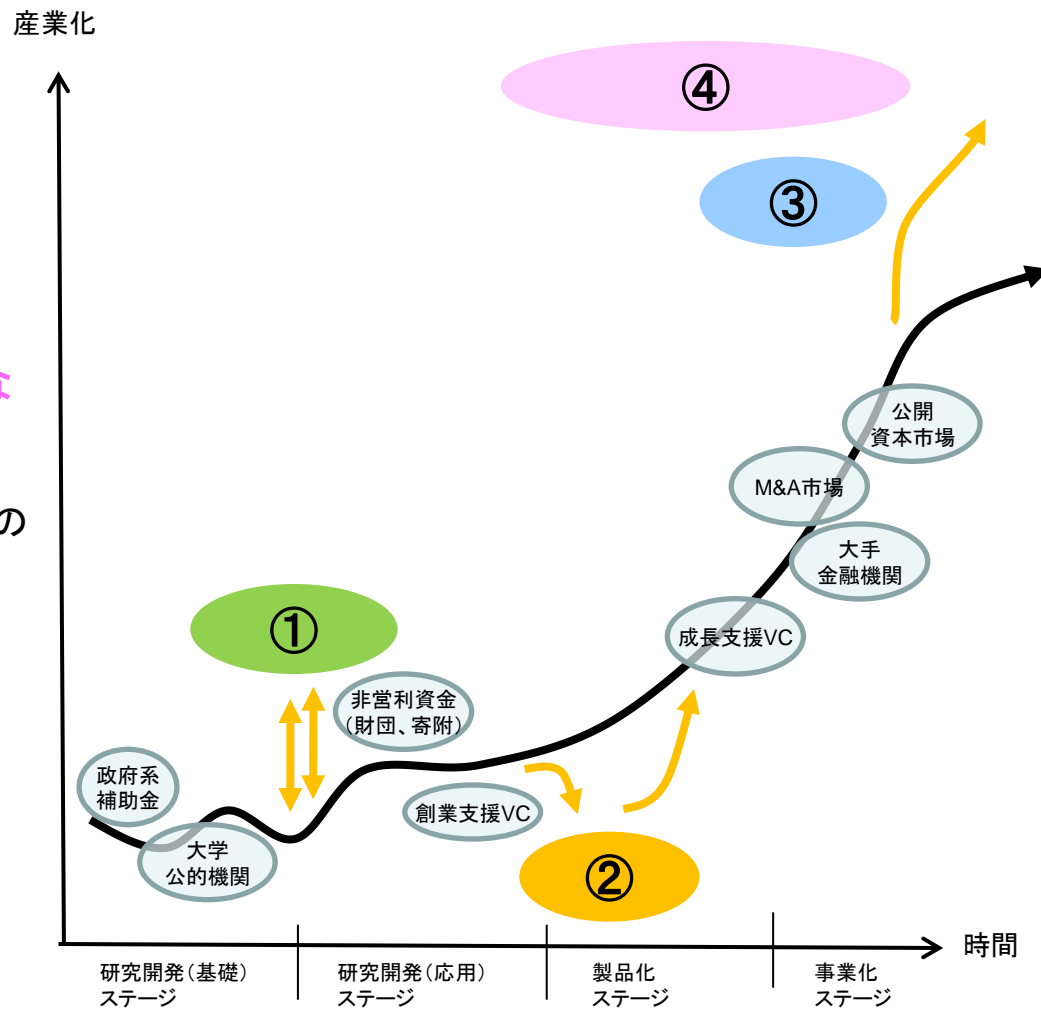 産業化
④
③
の
公開
資本市場
M&A市場
大手
金融機関
成長支援VC
①
非営利資金
(財団、寄附)
政府系
補助金
創業支援VC
大学
公的機関
②
時間
研究開発(基礎)
ステージ
研究開発(応用)
ステージ
製品化
ステージ
事業化
ステージ